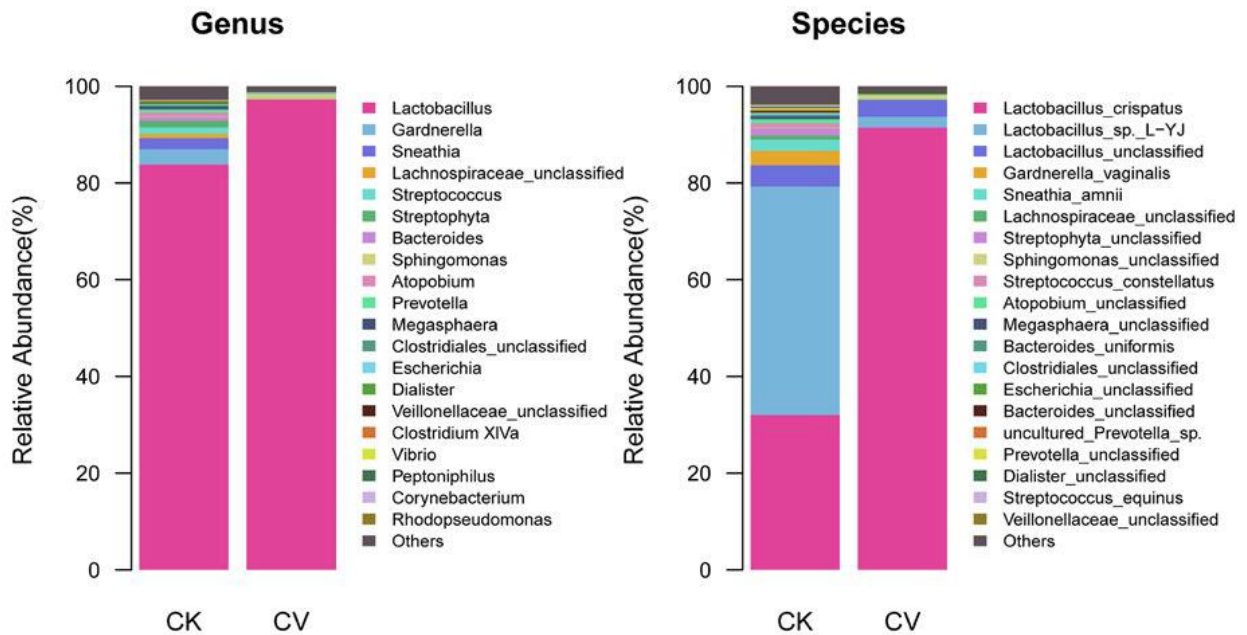 Genus
Relative Abundance(%)
100
80
60
40
20
0
CK
CV
Lactobacillus
Gardnerella
Sneathia
Lachnospiraceae_unclassified
Streptococcus
Streptophyta
Bacteroides
Sphingomonas
Atopobium
Prevotella
Megasphaera
Clostridiales_unclassified
Escherichia
Dialister
Veillonellaceae_unclassified
Clostridium XlVa
Vibrio
Peptoniphilus
Corynebacterium
Rhodopseudomonas
Others
Species
Relative Abundance(%)
100
80
60
40
20
0
CK
CV
Lactobacillus_crispatus
Lactobacillus_sp._L−YJ
Lactobacillus_unclassified
Gardnerella_vaginalis
Sneathia_amnii
Lachnospiraceae_unclassified
Streptophyta_unclassified
Sphingomonas_unclassified
Streptococcus_constellatus
Atopobium_unclassified
Megasphaera_unclassified
Bacteroides_uniformis
Clostridiales_unclassified
Escherichia_unclassified
Bacteroides_unclassified
uncultured_Prevotella_sp.
Prevotella_unclassified
Dialister_unclassified
Streptococcus_equinus
Veillonellaceae_unclassified
Others